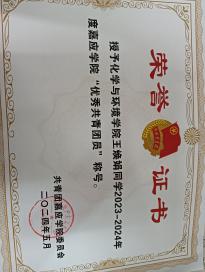 荣誉证书
授予化学与环境学院王焕娟同学2023-2024年
度嘉应学院“优秀共青团员”称号。
共青团嘉应学院委员会
二〇二四年五月